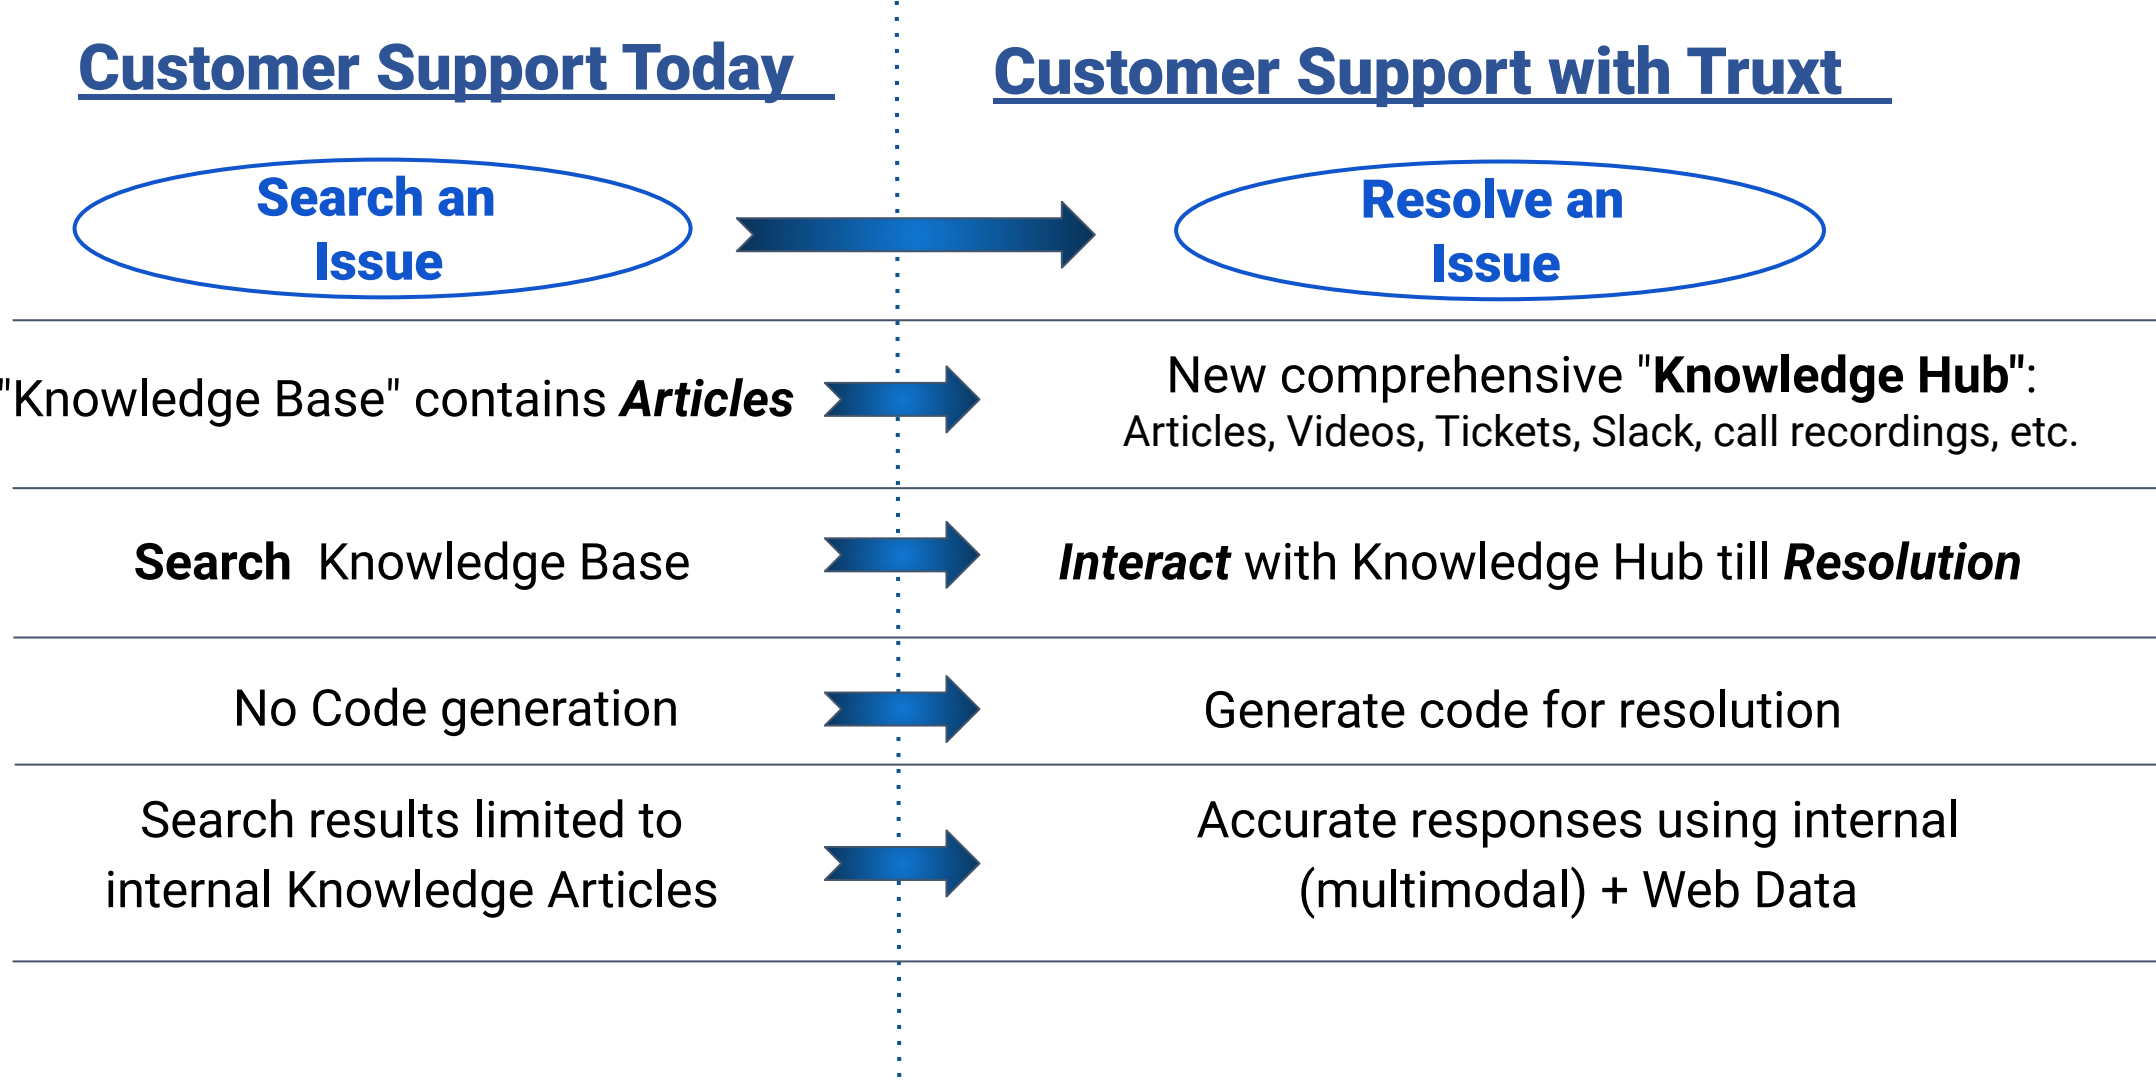 Customer Support Today
Customer Support with Truxt
Search an
Issue
Resolve an
Issue
"Knowledge Base" contains Articles
New comprehensive "Knowledge Hub":
Articles, Videos, Tickets, Slack, call recordings, etc.
Search Knowledge Base
Interact with Knowledge Hub till Resolution
No Code generation
Generate code for resolution
Search results limited to
internal Knowledge Articles
Accurate responses using internal
(multimodal) + Web Data